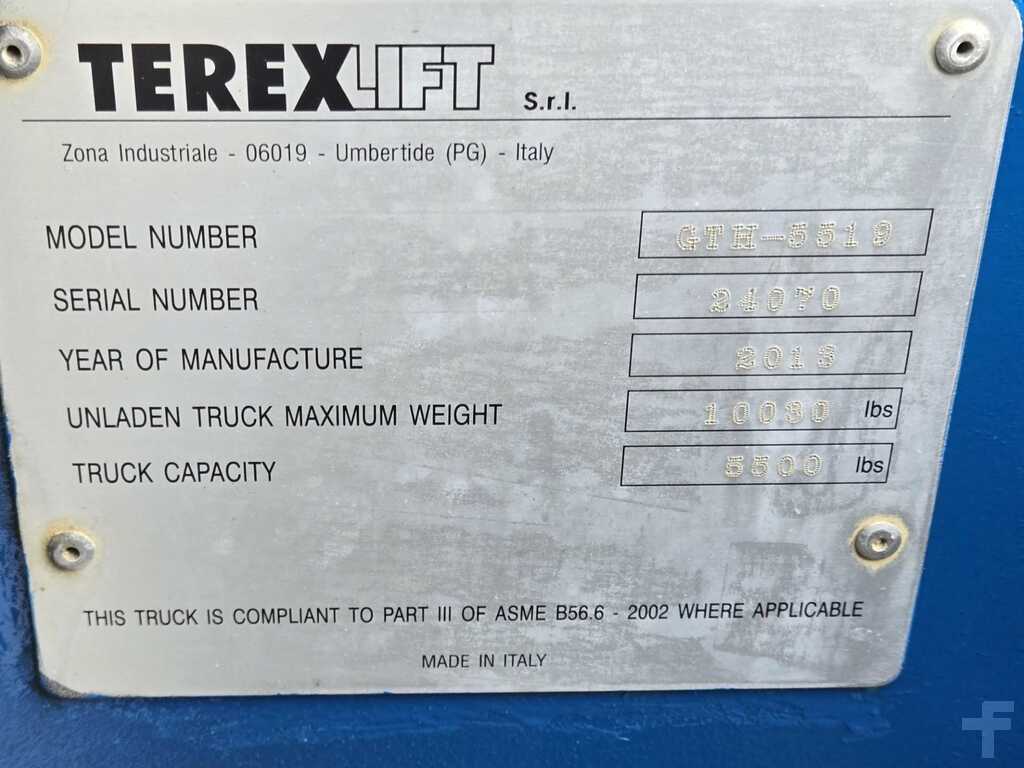 TEREXLIFT S.r.l.
Zona Industriale - 06019 - Umbertide (PG) - Italy
MODEL NUMBER GTH-5519
SERIAL NUMBER 24070
YEAR OF MANUFACTURE 2013
UNLADEN TRUCK MAXIMUM WEIGHT 10030 lbs
TRUCK CAPACITY 5500 lbs
THIS TRUCK IS COMPLIANT TO PART III OF ASME B56.6 - 2002 WHERE APPLICABLE
MADE IN ITALY